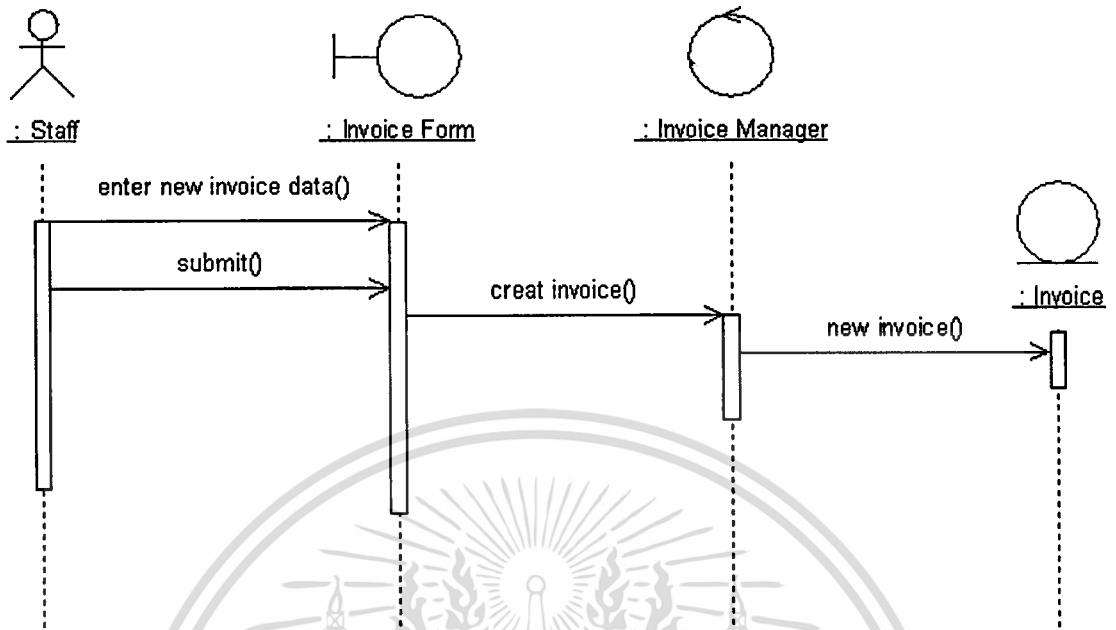 : Staff
: Invoice Form
: Invoice Manager
: Invoice
enter new invoice data()
submit()
creat invoice()
new invoice()